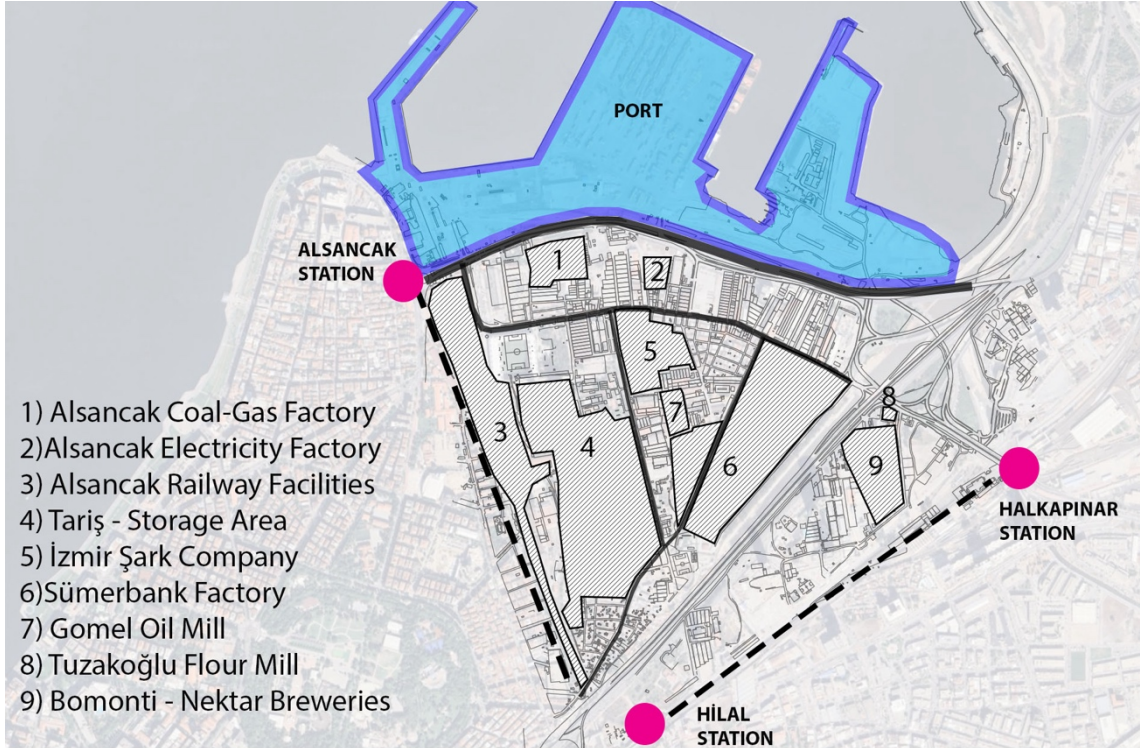 PORT
ALSANCAK
STATION
1
2
3
4
5
6
7
8
9
HALKAPINAR
STATION
HİLAL
STATION
1) Alsancak Coal-Gas Factory
2)Alsancak Electricity Factory
3) Alsancak Railway Facilities
4) Tariş - Storage Area
5) İzmir Şark Company
6)Sümerbank Factory
7) Gomel Oil Mill
8) Tuzakoğlu Flour Mill
9) Bomonti - Nektar Breweries